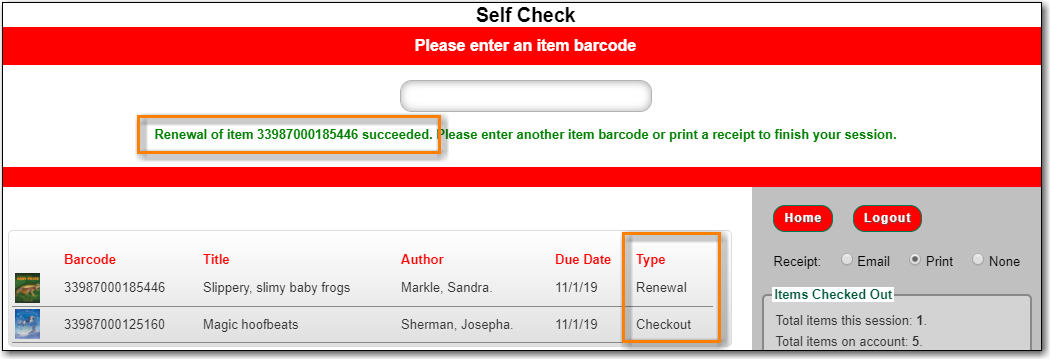 Self Check
Please enter an item barcode
Renewal of item 33987000185446 succeeded. Please enter another item barcode or print a receipt to finish your session.
Home Logout
Receipt: Email Print None
Barcode Title Author Due Date Type
33987000185446 Slippery, slimy baby frogs Markle, Sandra. 11/1/19 Renewal
33987000125160 Magic hoofbeats Sherman, Josepha. 11/1/19 Checkout
Items Checked Out
Total items this session: 1.
Total items on account: 5.